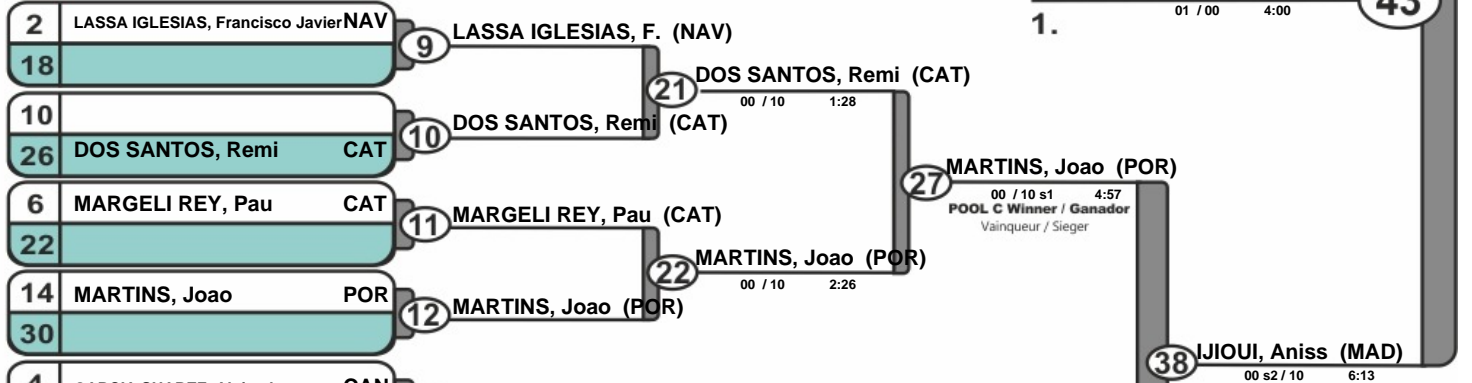 2 LASSA IGLESIAS, Francisco Javier NAV
18
9 LASSA IGLESIAS, F. (NAV)
10
26 DOS SANTOS, Remi CAT
10 DOS SANTOS, Remi (CAT)
21 DOS SANTOS, Remi (CAT)
00 / 10 1:28
6 MARGELI REY, Pau CAT
22
11 MARGELI REY, Pau (CAT)
14 MARTINS, Joao POR
30
12 MARTINS, Joao (POR)
22 MARTINS, Joao (POR)
00 / 10 2:26
27 MARTINS, Joao (POR)
00 / 10 s1 4:57
POOL C Winner / Ganador
Vainqueur / Sieger
01 / 00 4:00
43
1.
38 IJIOUI, Aniss (MAD)
00 s2 / 10 6:13
4
CAN